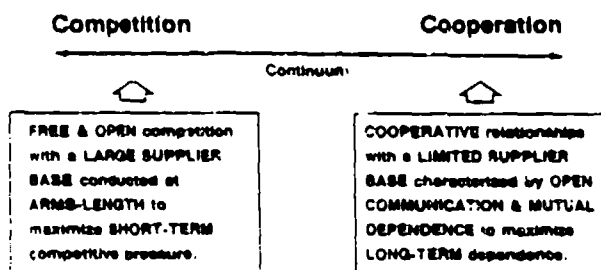 Competition
Cooperation
Continuum
FREE & OPEN competition
with a LARGE SUPPLIER
BASE conducted at
ARMS-LENGTH to
maximize SHORT-TERM
competitive pressure.
COOPERATIVE relationships
with a LIMITED SUPPLIER
BASE characterized by OPEN
COMMUNICATION & MUTUAL
DEPENDENCE to maximize
LONG-TERM dependence.